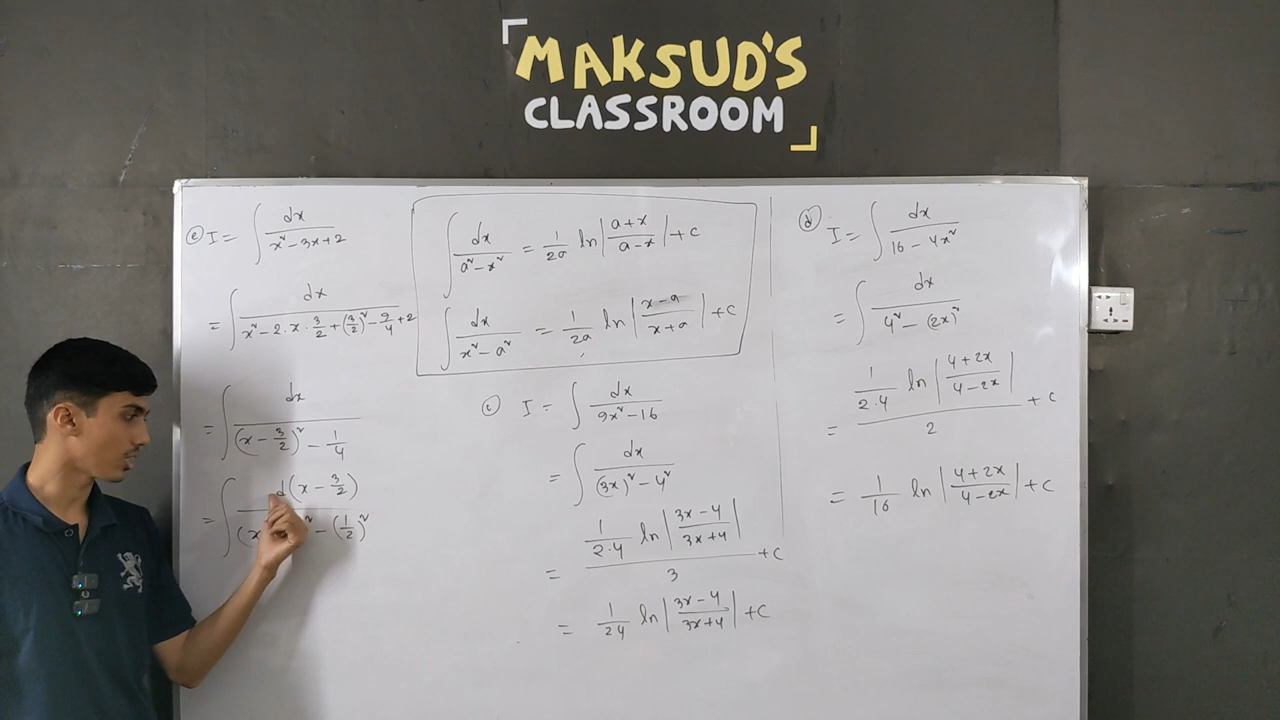 MAKSUD'S
CLASSROOM
ⓔ I = ∫ dx / (x² - 3x + 2)
= ∫ dx / (x² - 2·x·3/2 + (3/2)² - 9/4 + 2)
= ∫ dx / ((x - 3/2)² - 1/4)
= ∫ d(x - 3/2) / ((x ² - (1/2)²)
∫ dx / (a² - x²) = 1/2a ln|(a+x)/(a-x)| + c
∫ dx / (x² - a²) = 1/2a ln|(x-a)/(x+a)| + c
ⓒ I = ∫ dx / (9x² - 16)
= ∫ dx / ((3x)² - 4²)
= (1/2·4 ln|(3x-4)/(3x+4)|) / 3 + c
= 1/24 ln|(3x-4)/(3x+4)| + c
ⓓ I = ∫ dx / (16 - 4x²)
= ∫ dx / (4² - (2x)²)
= (1/2·4 ln|(4+2x)/(4-2x)|) / 2 + c
= 1/16 ln|(4+2x)/(4-2x)| + c